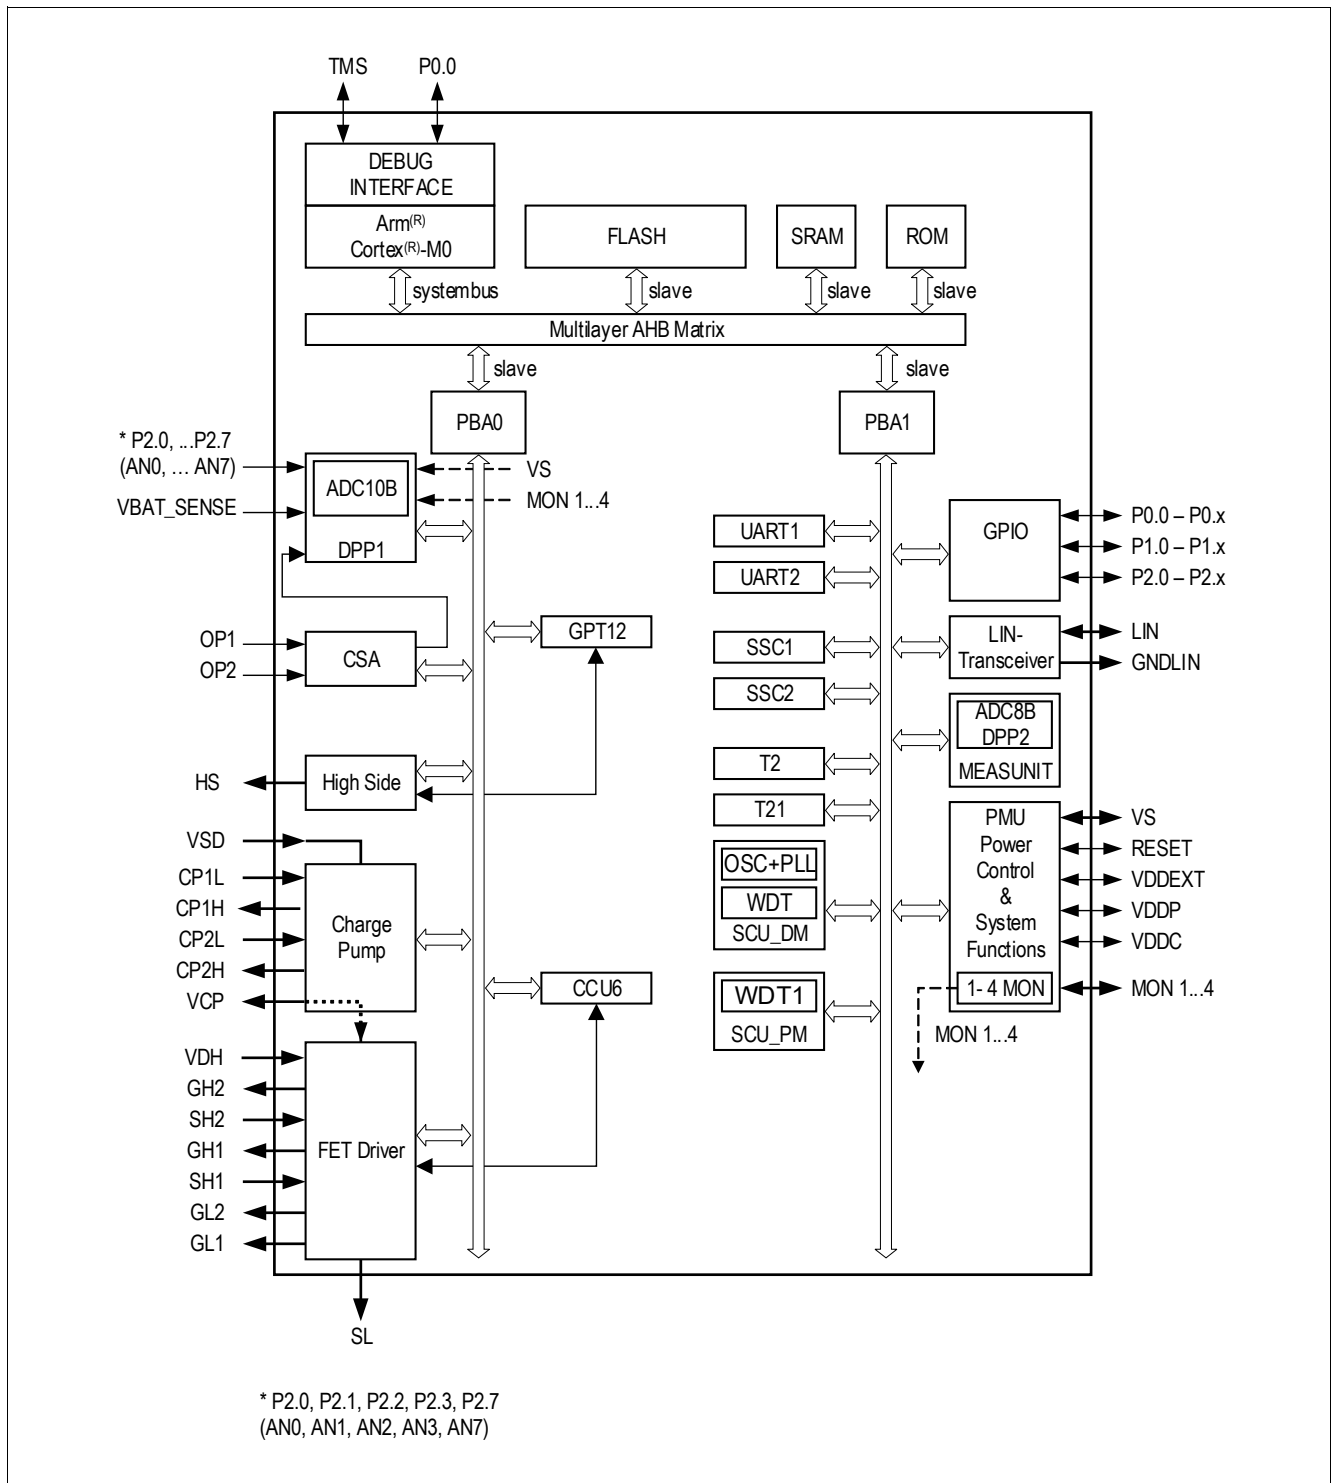 TMS
P0.0
DEBUG
INTERFACE
Arm(R)
Cortex(R)-M0
FLASH
SRAM
ROM
systembus
slave
slave
slave
Multilayer AHB Matrix
slave
slave
PBA0
PBA1
* P2.0, ...P2.7
(AN0, ... AN7)
VBAT_SENSE
ADC10B
DPP1
VS
MON 1...4
UART1
UART2
GPIO
P0.0 – P0.x
P1.0 – P1.x
P2.0 – P2.x
OP1
OP2
CSA
GPT12
SSC1
SSC2
LIN-
Transceiver
LIN
GNDLIN
ADC8B
DPP2
MEASUNIT
HS
High Side
T2
T21
VSD
CP1L
CP1H
CP2L
CP2H
VCP
Charge
Pump
OSC+PLL
WDT
SCU_DM
PMU
Power
Control
&
System
Functions
1- 4 MON
VS
RESET
VDDEXT
VDDP
VDDC
MON 1...4
CCU6
WDT1
SCU_PM
MON 1...4
VDH
GH2
SH2
GH1
SH1
GL2
GL1
FET Driver
SL
* P2.0, P2.1, P2.2, P2.3, P2.7
(AN0, AN1, AN2, AN3, AN7)